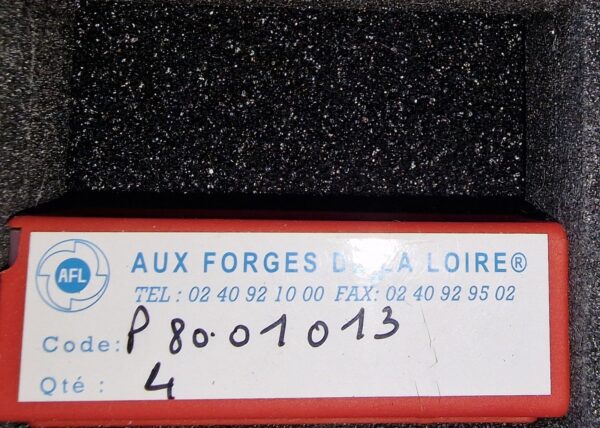 AFL
AUX FORGES DE LA LOIRE®
TEL : 02 40 92 10 00 FAX: 02 40 92 95 02
Code: P 80.01013
Qté : 4